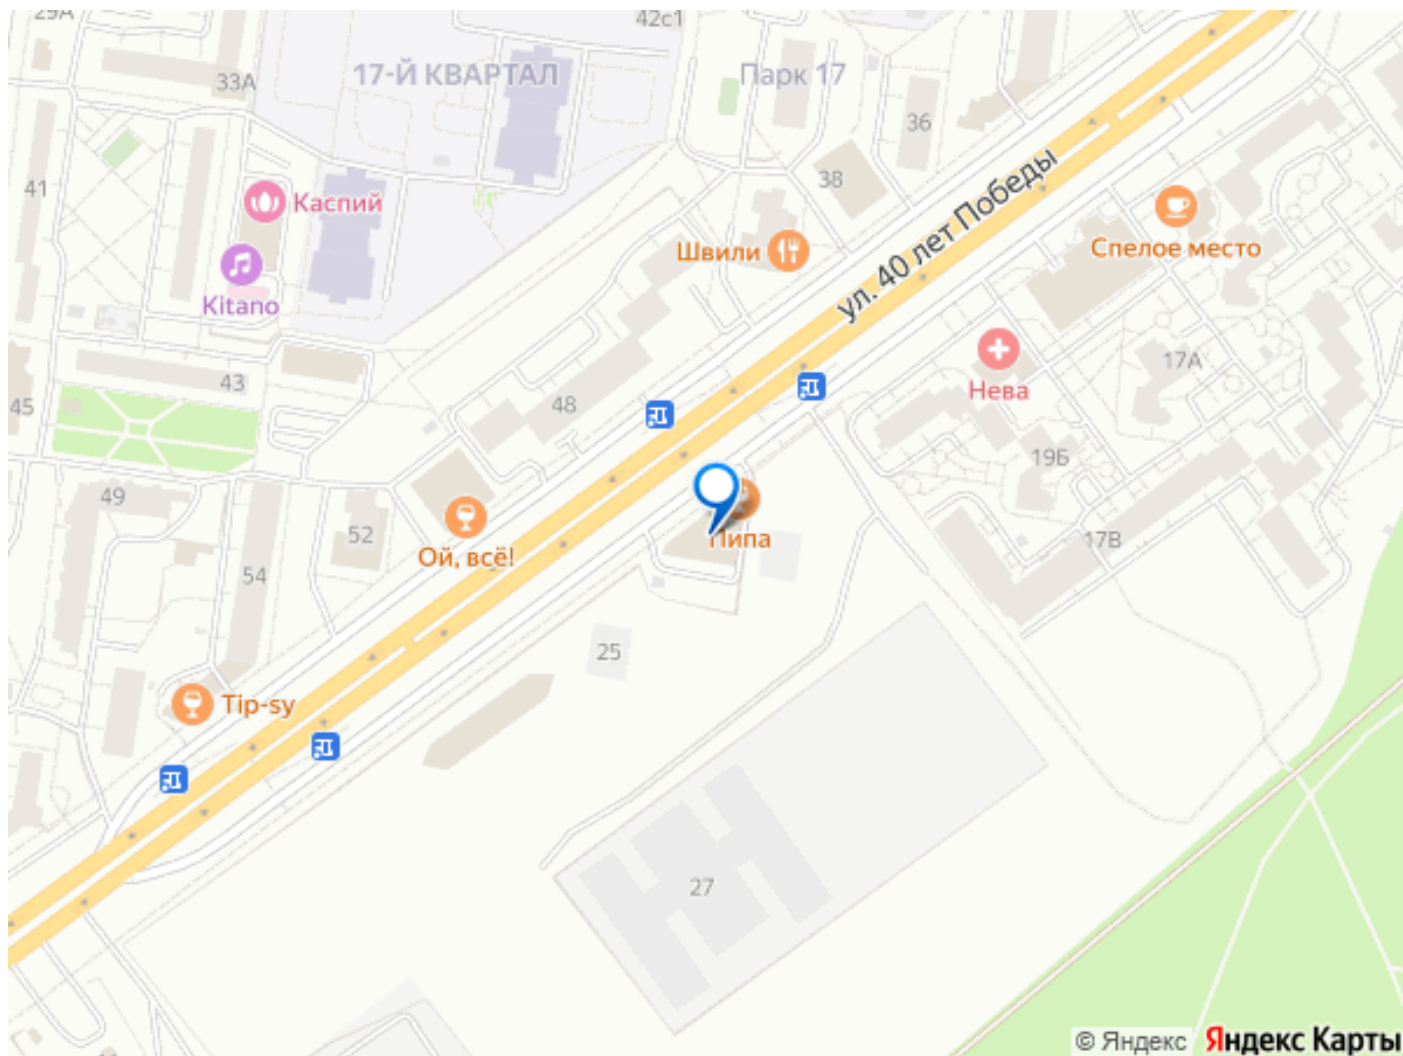 29А
42с1
33А
17-Й КВАРТАЛ
Парк 17
36
38
41
Каспий
Kitano
Швили
ул. 40 лет Победы
Спелое место
Нева
17А
43
45
48
19Б
49
52
Ой, всё!
Пипа
17В
54
25
Tip-sy
27
© Яндекс
Яндекс Карты